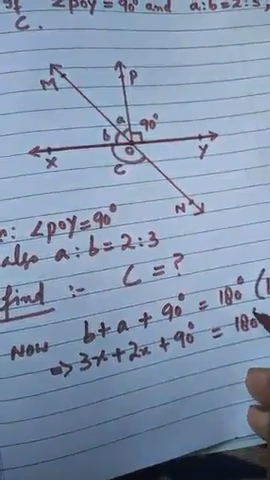 ∠POY = 90° and a:b = 2:3,
C.
M
P
a
90°
b
X
O
Y
C
N
∠POY = 90°
also a : b = 2 : 3
find :- C = ?
Now b + a + 90° = 180°
=> 3x + 2x + 90° = 180